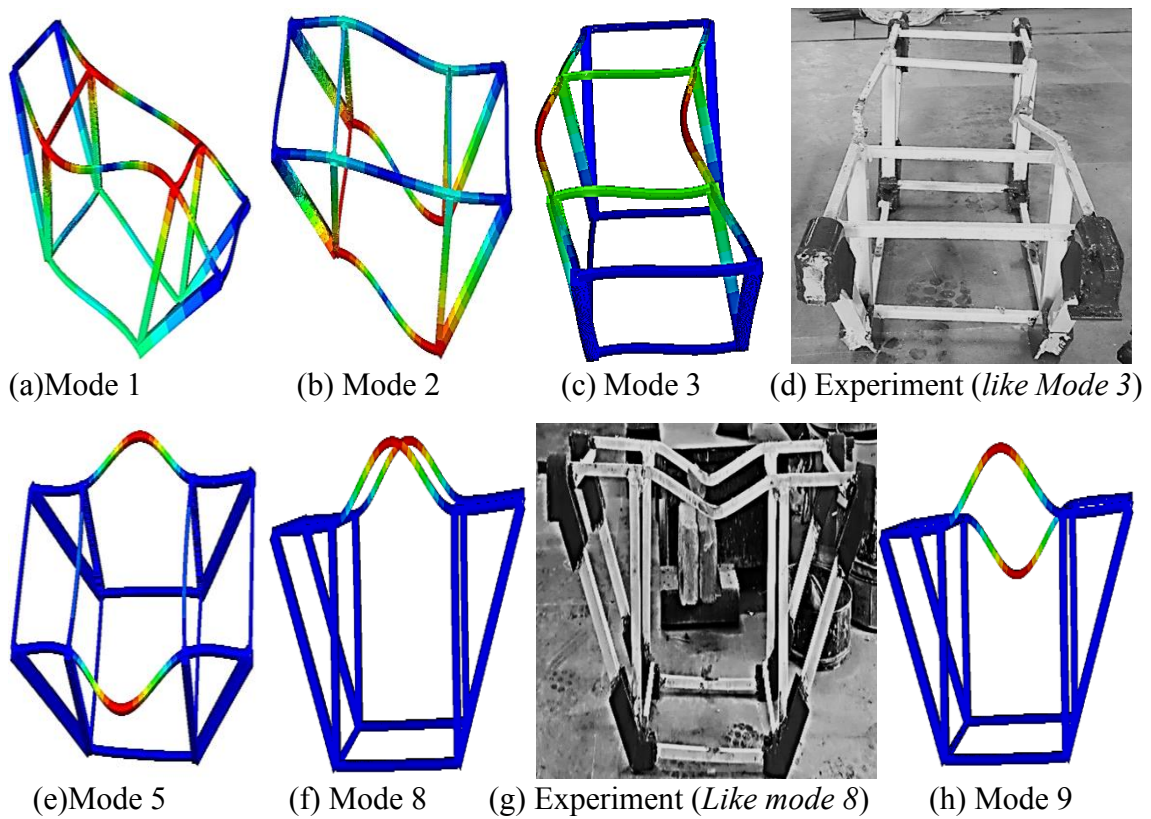 (a)Mode 1
(b) Mode 2
(c) Mode 3
(d) Experiment (like Mode 3)
(e)Mode 5
(f) Mode 8
(g) Experiment (Like mode 8)
(h) Mode 9